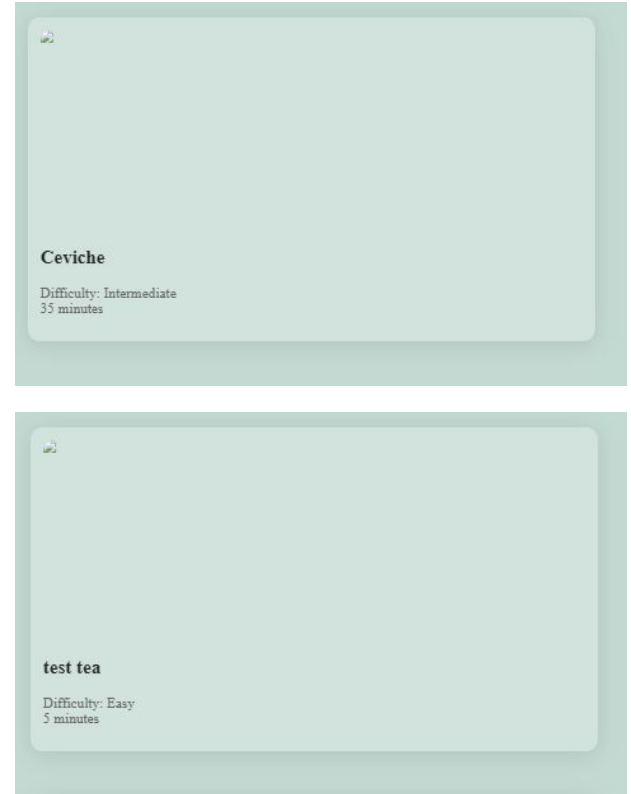 Ceviche
Difficulty: Intermediate
35 minutes
test tea
Difficulty: Easy
5 minutes